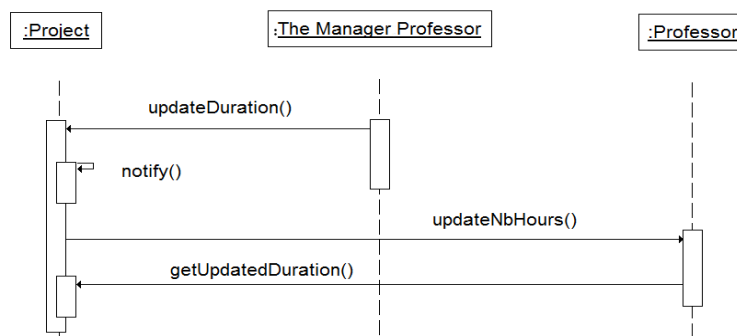 :Project
:The Manager Professor
:Professor
updateDuration()
notify()
updateNbHours()
getUpdatedDuration()